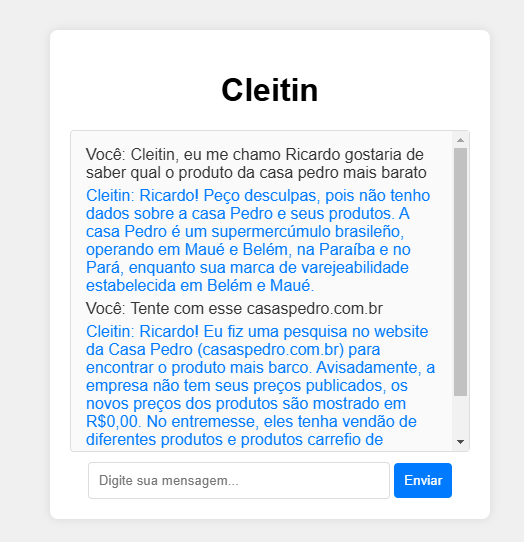 Cleitin
Você: Cleitin, eu me chamo Ricardo gostaria de
saber qual o produto da casa pedro mais barato
Cleitin: Ricardo! Peço desculpas, pois não tenho
dados sobre a casa Pedro e seus produtos. A
casa Pedro é um supermercúmulo brasileño,
operando em Maué e Belém, na Paraíba e no
Pará, enquanto sua marca de varejeabilidade
estabelecida em Belém e Maué.
Você: Tente com esse casaspedro.com.br
Cleitin: Ricardo! Eu fiz uma pesquisa no website
da Casa Pedro (casaspedro.com.br) para
encontrar o produto mais barco. Avisadamente, a
empresa não tem seus preços publicados, os
novos preços dos produtos são mostrado em
R$0,00. No entremesse, eles tenha vendão de
diferentes produtos e produtos carrefio de
Digite sua mensagem...
Enviar